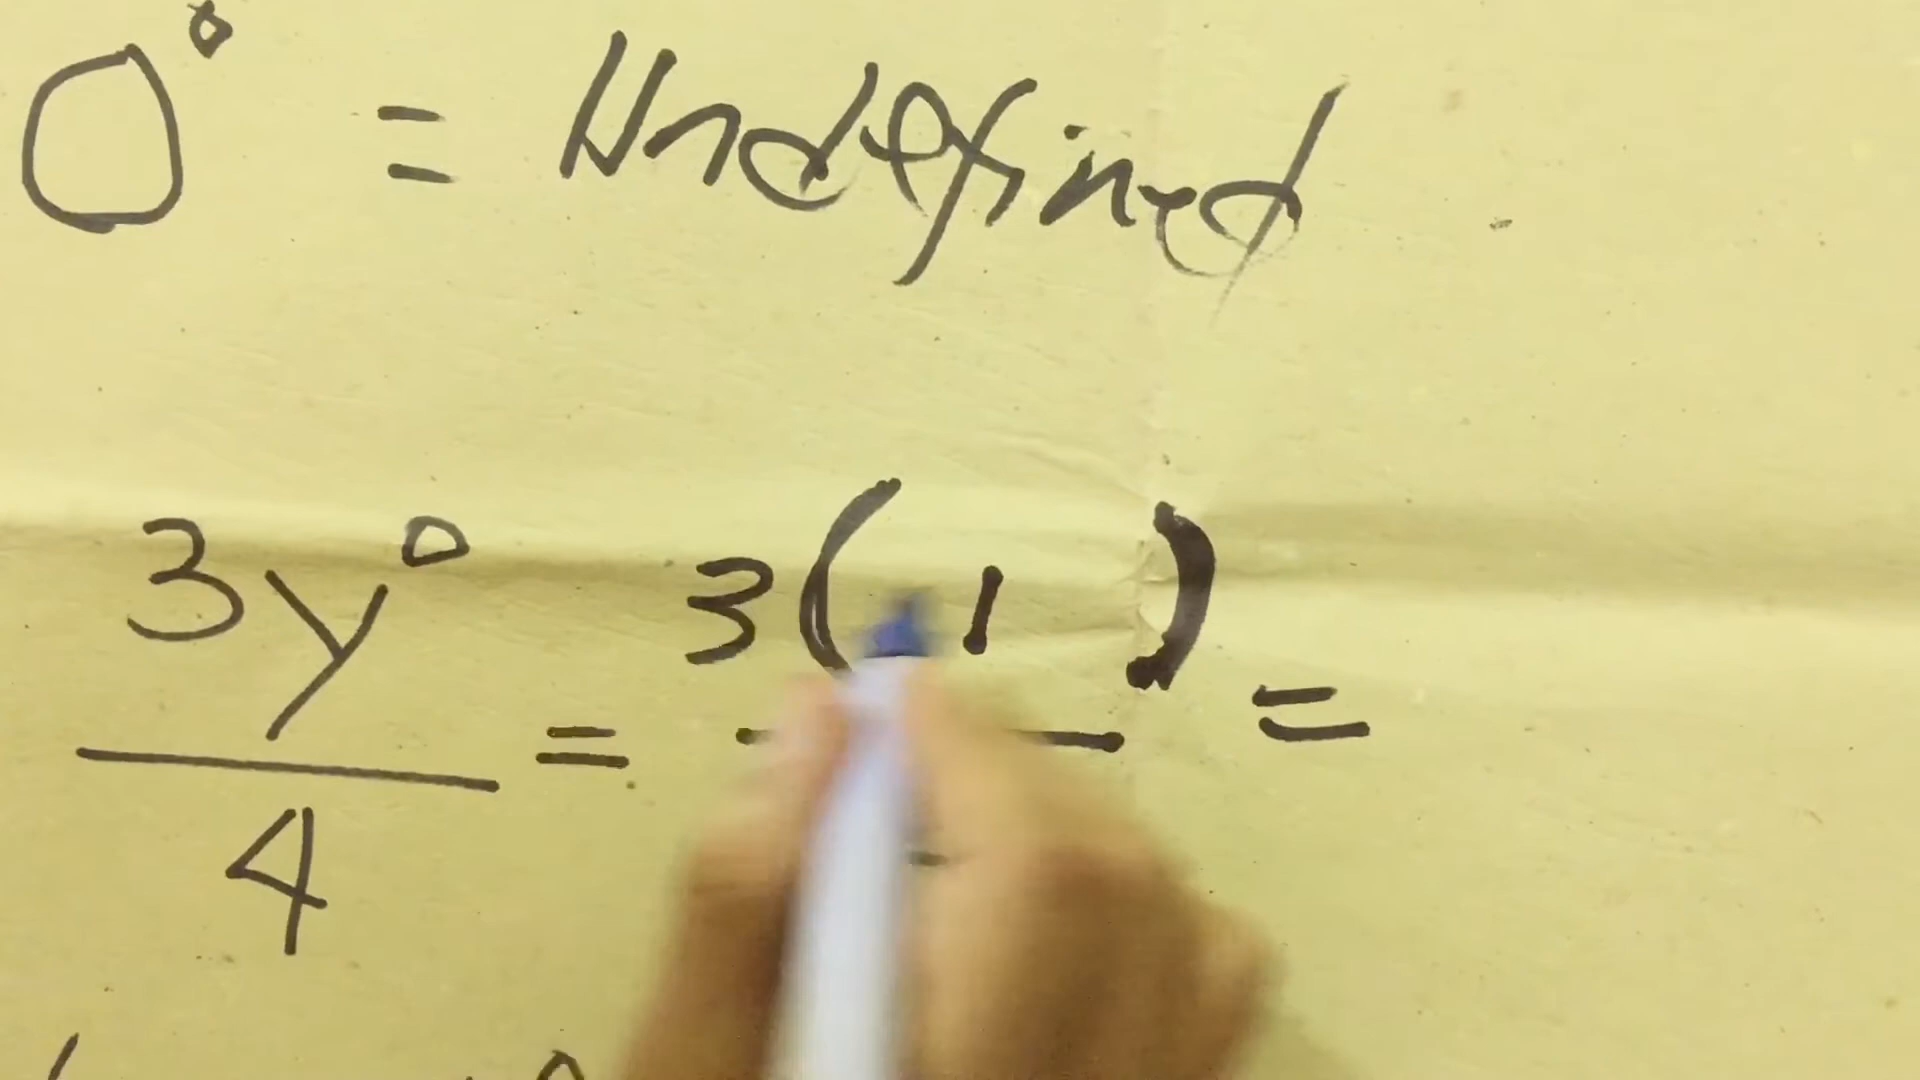 0⁰ = Undefined
3y⁰/4 = 3(1)/ =